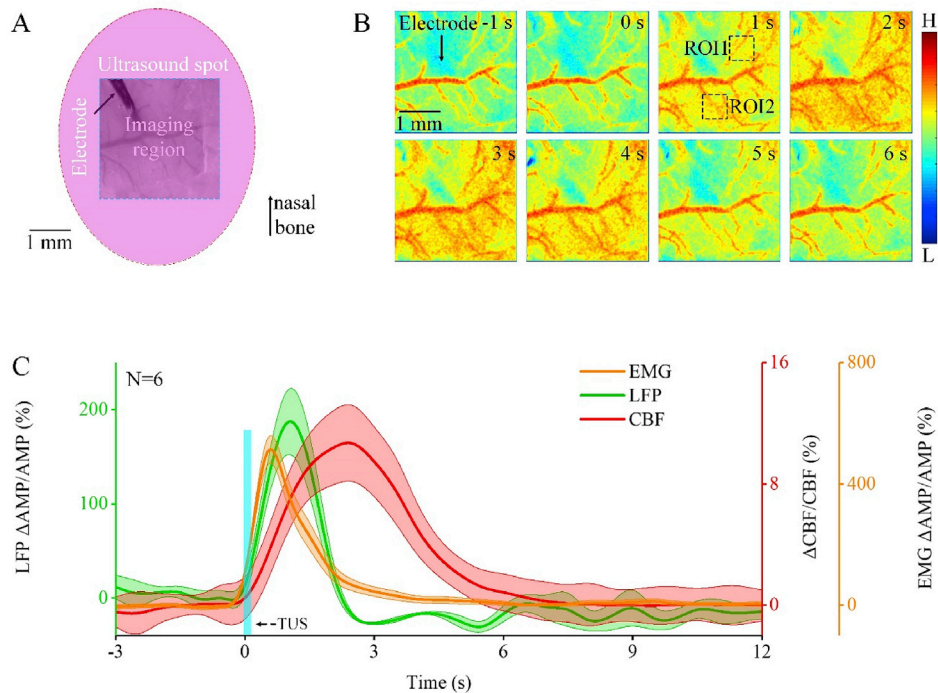 A
Ultrasound spot
Electrode
Imaging
region
1 mm
nasal
bone
B
Electrode
-1 s
0 s
1 s
2 s
ROI1
ROI2
1 mm
3 s
4 s
5 s
6 s
H
L
C
N=6
EMG
LFP
CBF
LFP ΔAMP/AMP (%)
200
100
0
16
8
0
ΔCBF/CBF (%)
800
400
0
EMG ΔAMP/AMP (%)
TUS
-3
0
3
6
9
12
Time (s)